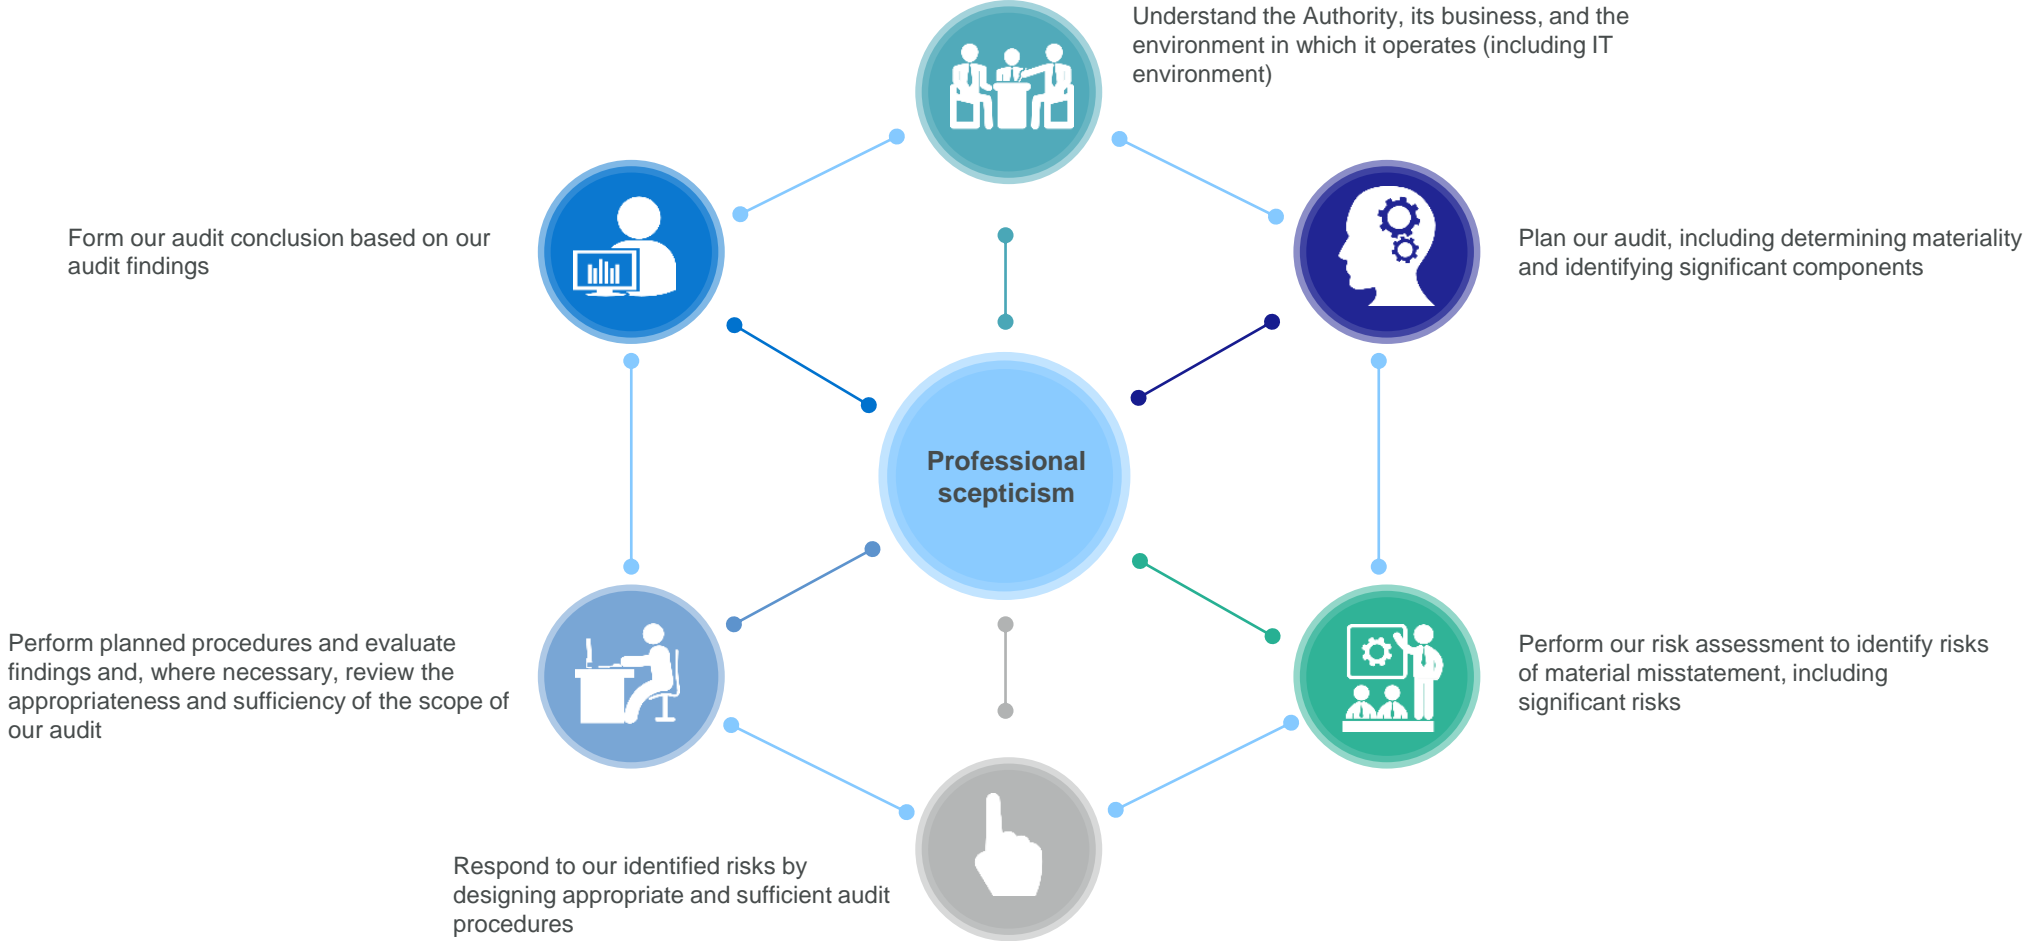 Understand the Authority, its business, and the
environment in which it operates (including IT
environment)
Plan our audit, including determining materiality
and identifying significant components
Perform our risk assessment to identify risks
of material misstatement, including
significant risks
Respond to our identified risks by
designing appropriate and sufficient audit
procedures
Perform planned procedures and evaluate
findings and, where necessary, review the
appropriateness and sufficiency of the scope of
our audit
Form our audit conclusion based on our
audit findings
Professional
scepticism